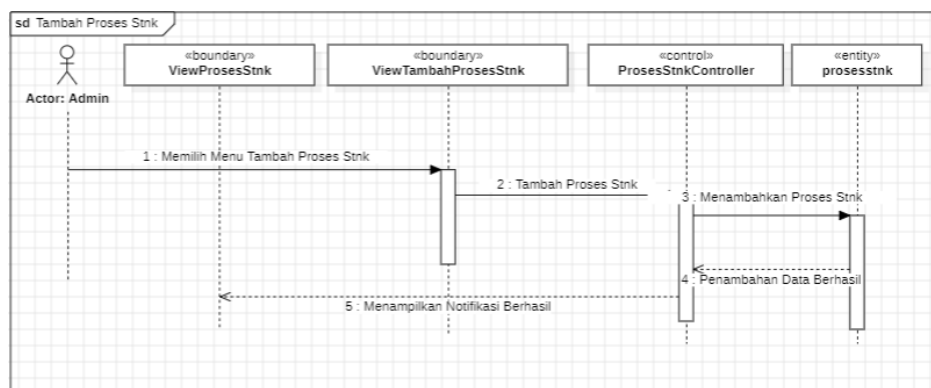 sd Tambah Proses Stnk
«boundary»
ViewProsesStnk
«boundary»
ViewTambahProsesStnk
«control»
ProsesStnkController
«entity»
prosesstnk
Actor: Admin
1 : Memilih Menu Tambah Proses Stnk
2 : Tambah Proses Stnk
3 : Menambahkan Proses Stnk
4 : Penambahan Data Berhasil
5 : Menampilkan Notifikasi Berhasil